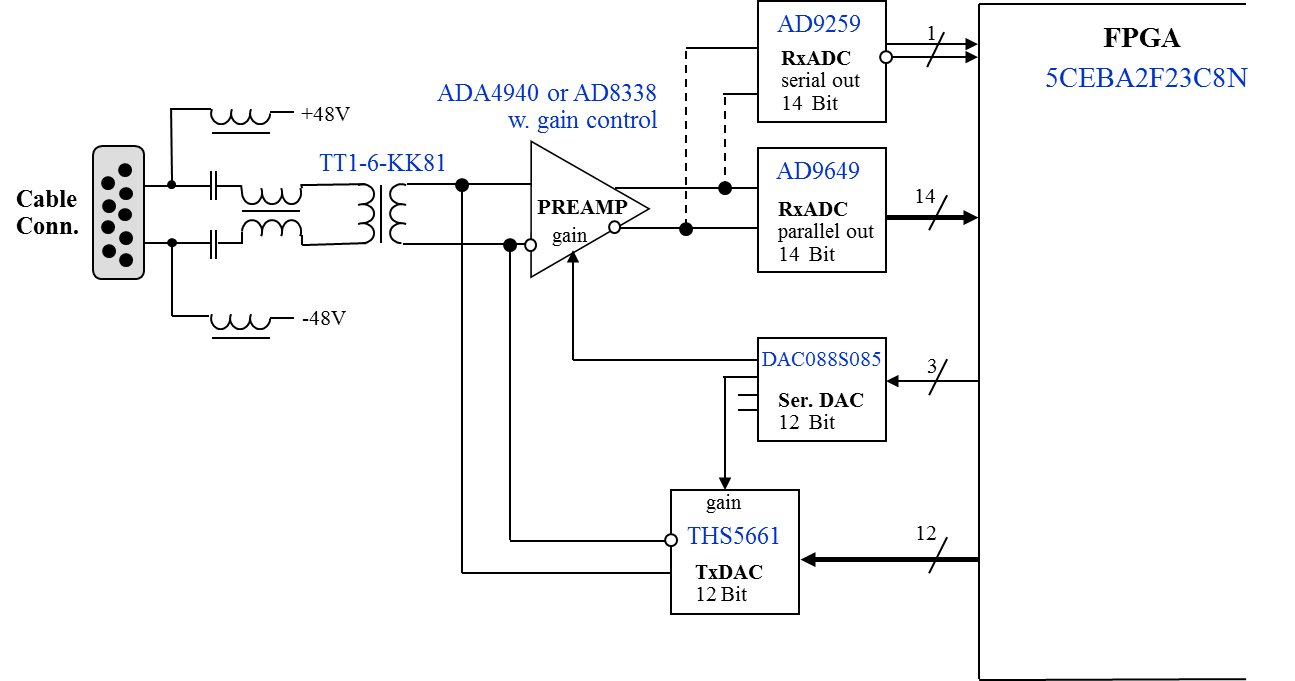 AD9259
RxADC
serial out
14 Bit
1
FPGA
5CEBA2F23C8N
ADA4940 or AD8338
w. gain control
+48V
TT1-6-KK81
Cable
Conn.
PREAMP
gain
AD9649
RxADC
parallel out
14 Bit
14
-48V
DAC088S085
Ser. DAC
12 Bit
3
gain
THS5661
TxDAC
12 Bit
12